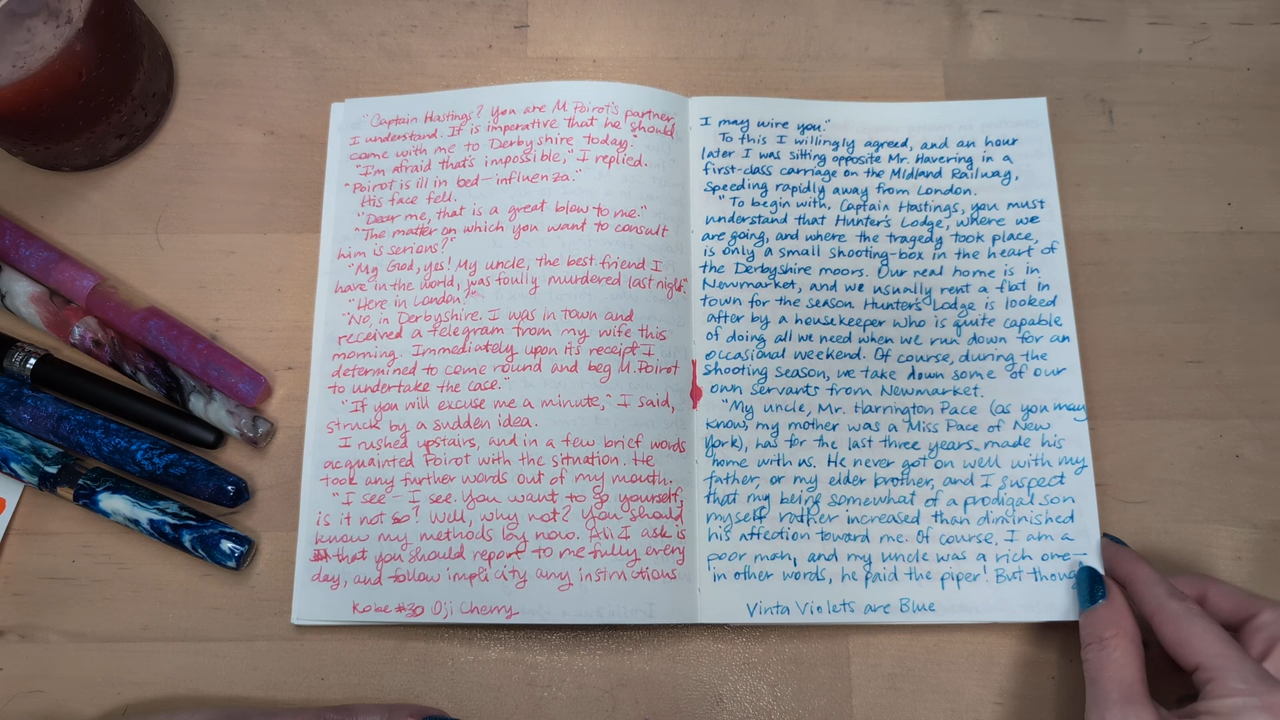 "Captain Hastings? You are M. Poirot's partner,
I understand. It is imperative that he should
come with me to Derbyshire today."
"I'm afraid that's impossible," I replied.
"Poirot is ill in bed—influenza."
His face fell.
"Dear me, that is a great blow to me."
"The matter on which you want to consult
him is serious?"
"My God, yes! My uncle, the best friend I
have in the world, was foully murdered last night."
"Here in London?"
"No, in Derbyshire. I was in town and
received a telegram from my wife this
morning. Immediately upon its receipt I
determined to come round and beg M. Poirot
to undertake the case."
"If you will excuse me a minute," I said,
struck by a sudden idea.
I rushed upstairs, and in a few brief words
acquainted Poirot with the situation. He
took any further words out of my mouth.
"I see—I see. You want to go yourself,
is it not so? Well, why not? You should
know my methods by now. All I ask is
that you should report to me fully every
day, and follow implicity any instructions
Kobe #30 Oji Cherry
I may wire you."
To this I willingly agreed, and an hour
later I was sitting opposite Mr. Havering in a
first-class carriage on the Midland Railway,
speeding rapidly away from London.
"To begin with, Captain Hastings, you must
understand that Hunter's Lodge, where we
are going, and where the tragedy took place,
is only a small shooting-box in the heart of
the Derbyshire moors. Our real home is in
Newmarket, and we usually rent a flat in
town for the season. Hunter's Lodge is looked
after by a housekeeper who is quite capable
of doing all we need when we run down for an
occasional weekend. Of course, during the
shooting season, we take down some of our
own servants from Newmarket.
"My uncle, Mr. Harrington Pace (as you may
know, my mother was a Miss Pace of New
York), has for the last three years made his
home with us. He never got on well with my
father, or my elder brother, and I suspect
that my being somewhat of a prodigal son
myself rather increased than diminished
his affection toward me. Of course, I am a
poor man, and my uncle was a rich one—
in other words, he paid the piper! But though
Vinta Violets are Blue